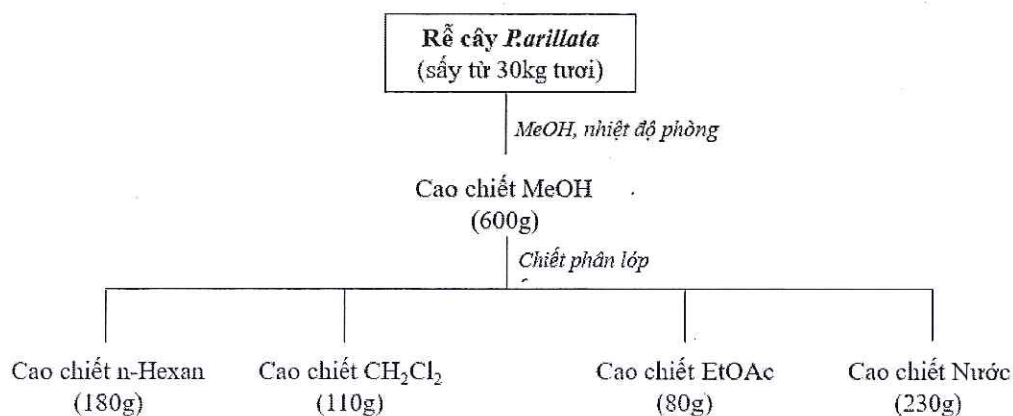 Rễ cây P.arillata
(sấy từ 30kg tươi)
MeOH, nhiệt độ phòng
Cao chiết MeOH
(600g)
Chiết phân lớp
Cao chiết n-Hexan
(180g)
Cao chiết CH₂Cl₂
(110g)
Cao chiết EtOAc
(80g)
Cao chiết Nước
(230g)